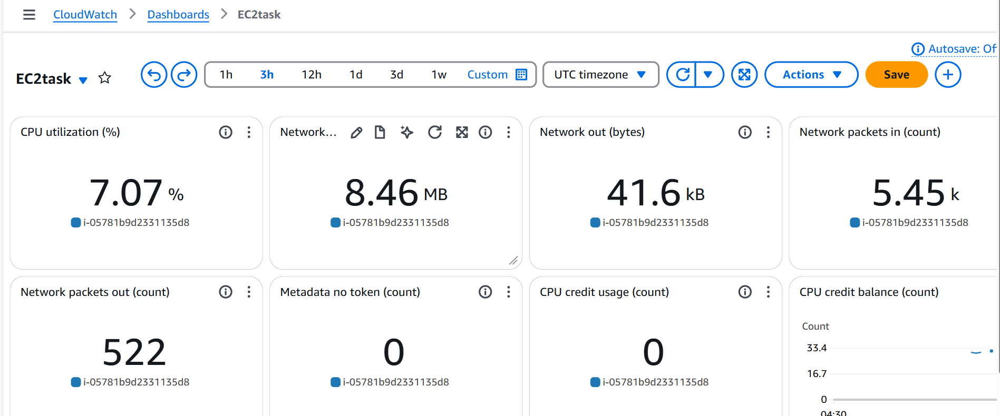 CloudWatch > Dashboards > EC2task
Autosave: Of
EC2task 1h 3h 12h 1d 3d 1w Custom UTC timezone Actions Save
CPU utilization (%)
7.07 %
i-05781b9d2331135d8
Network...
8.46 MB
i-05781b9d2331135d8
Network out (bytes)
41.6 kB
i-05781b9d2331135d8
Network packets in (count)
5.45 k
i-05781b9d2331135d8
Network packets out (count)
522
i-05781b9d2331135d8
Metadata no token (count)
0
i-05781b9d2331135d8
CPU credit usage (count)
0
i-05781b9d2331135d8
CPU credit balance (count)
Count
33.4
16.7
0
04:30